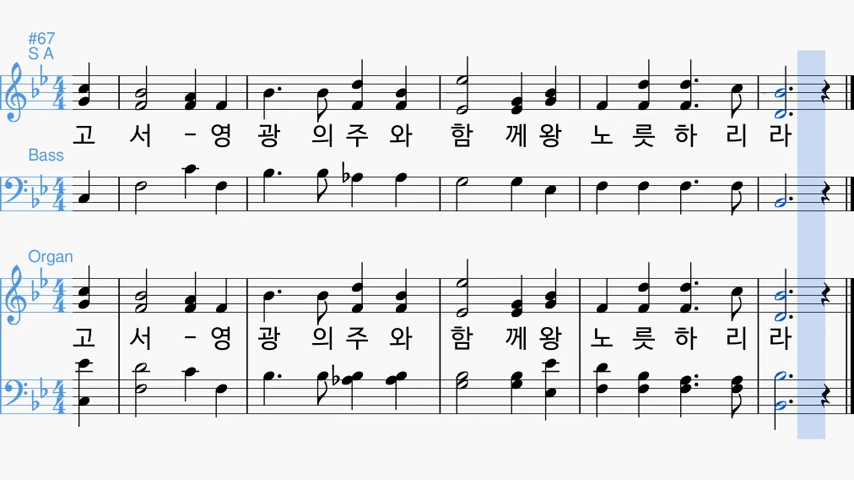 #67
S A
고 서 - 영 광 의 주 와 함 께 왕 노 릇 하 리 라
Bass
Organ
고 서 - 영 광 의 주 와 함 께 왕 노 릇 하 리 라